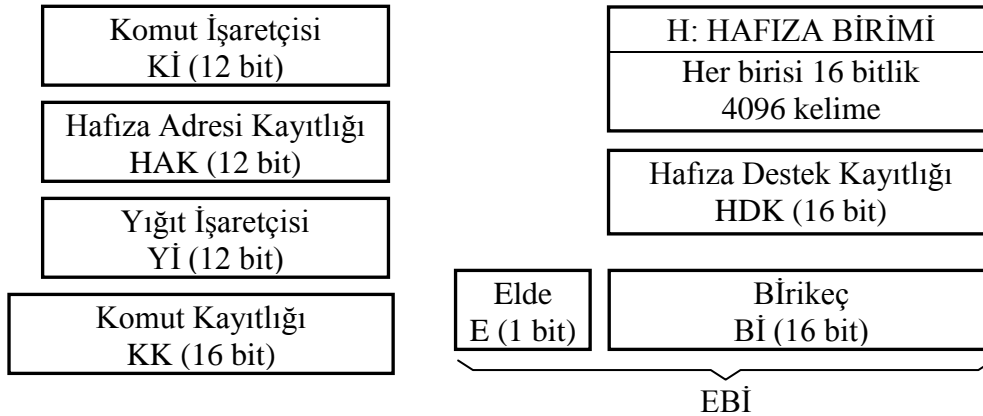 Komut İşaretçisi
Kİ (12 bit)
Hafıza Adresi Kayıtlığı
HAK (12 bit)
Yığıt İşaretçisi
Yİ (12 bit)
Komut Kayıtlığı
KK (16 bit)
H: HAFIZA BİRİMİ
Her birisi 16 bitlik
4096 kelime
Hafıza Destek Kayıtlığı
HDK (16 bit)
Elde
E (1 bit)
Bİrikeç
Bİ (16 bit)
EBİ